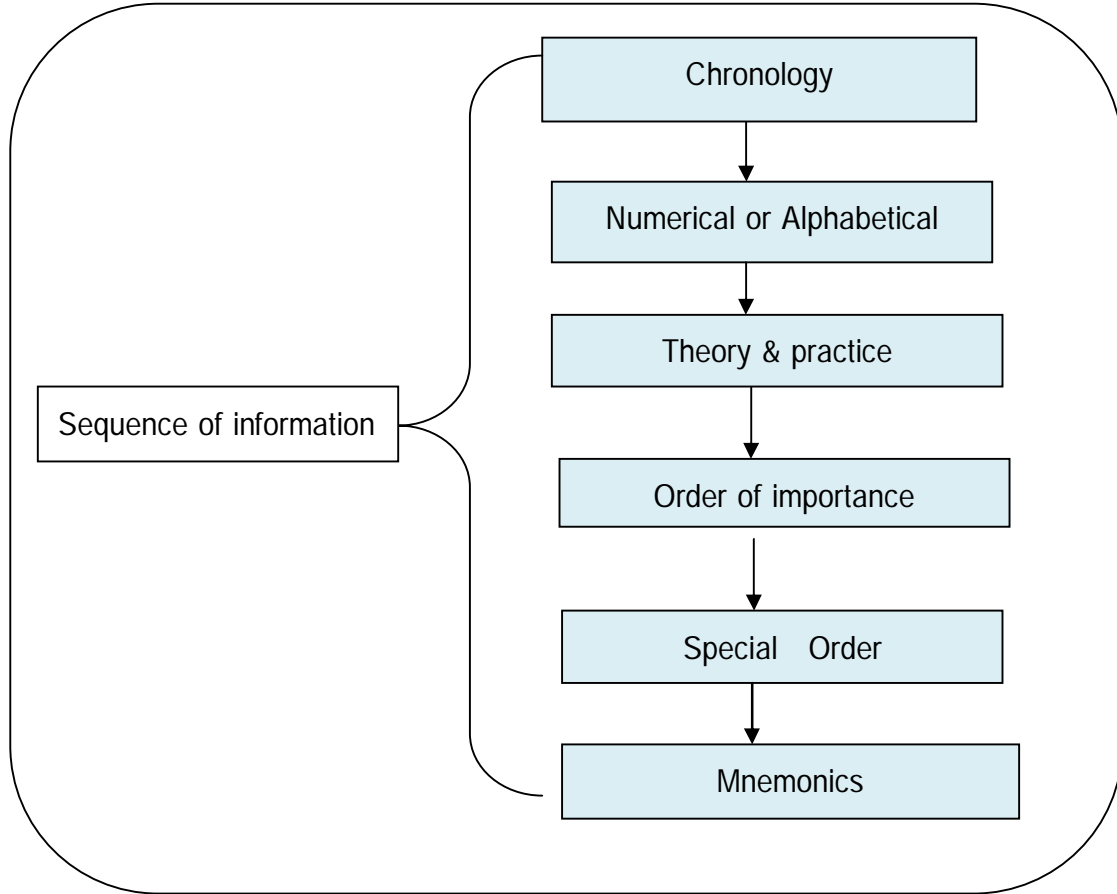 Chronology
Numerical or Alphabetical
Theory & practice
Sequence of information
Order of importance
Special Order
Mnemonics